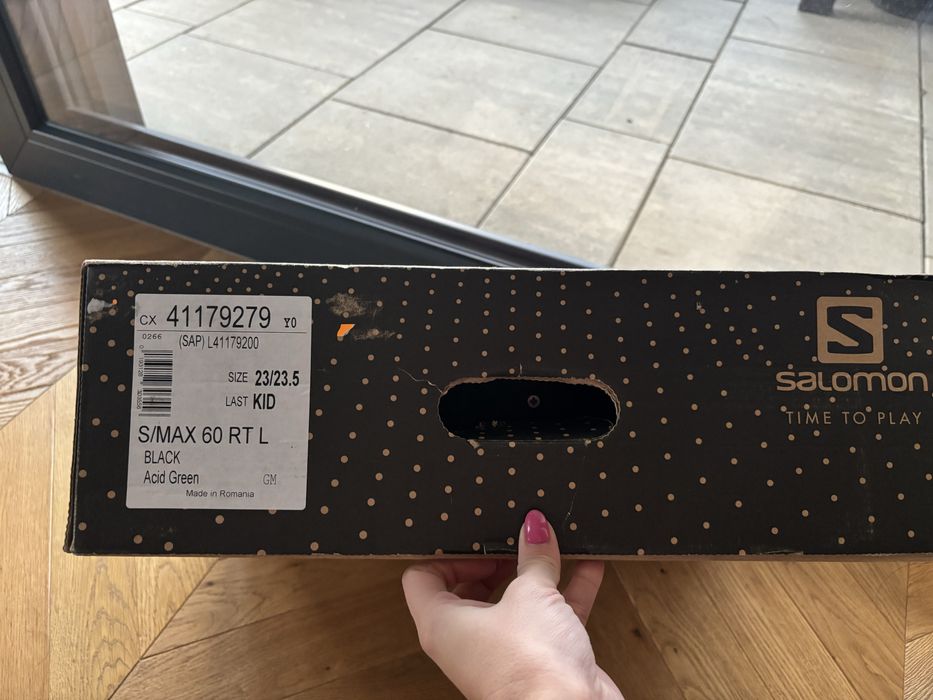 CX 41179279 Y0
0266 (SAP) L41179200
SIZE 23/23.5
LAST KID
S/MAX 60 RT L
BLACK
Acid Green GM
Made in Romania
S
SALOMON
TIME TO PLAY